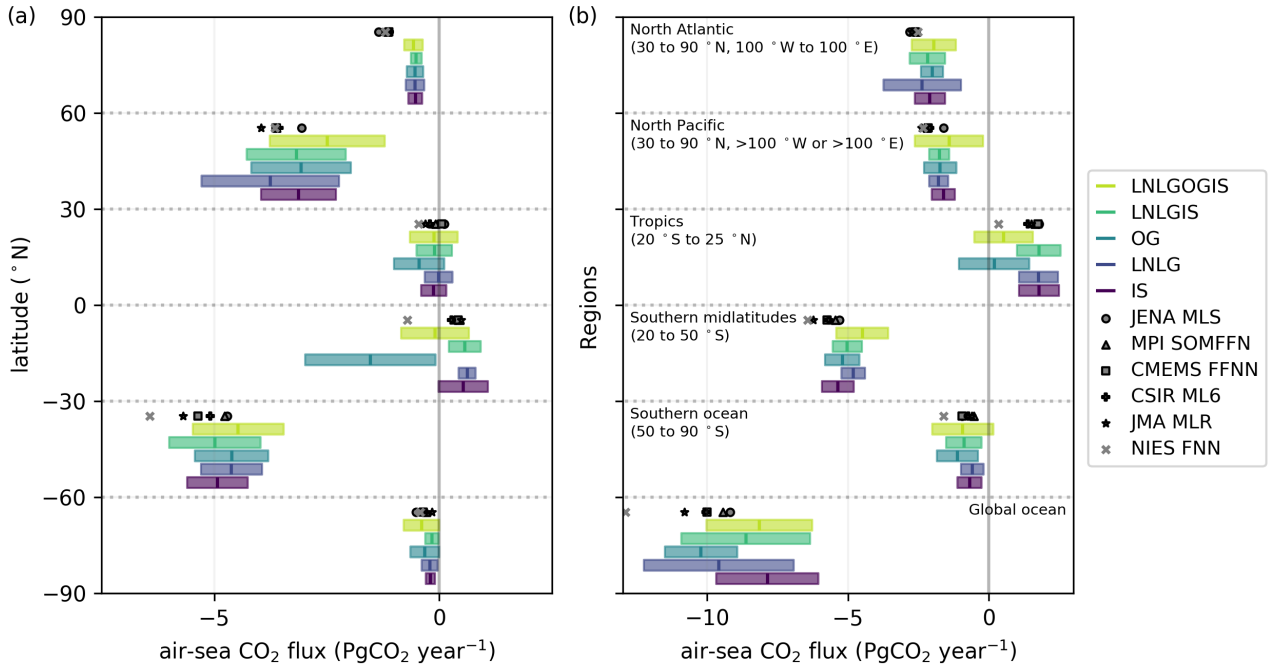 (a)
90
60
30
0
−30
−60
−90
latitude (°N)
−5
0
air-sea CO₂ flux (PgCO₂ year⁻¹)
(b)
North Atlantic
(30 to 90 °N, 100 °W to 100 °E)
North Pacific
(30 to 90 °N, >100 °W or >100 °E)
Tropics
(20 °S to 25 °N)
Southern midlatitudes
(20 to 50 °S)
Southern ocean
(50 to 90 °S)
Global ocean
Regions
−10
−5
0
air-sea CO₂ flux (PgCO₂ year⁻¹)
LNLGOGIS
LNLGIS
OG
LNLG
IS
JENA MLS
MPI SOMFFN
CMEMS FFNN
CSIR ML6
JMA MLR
NIES FNN